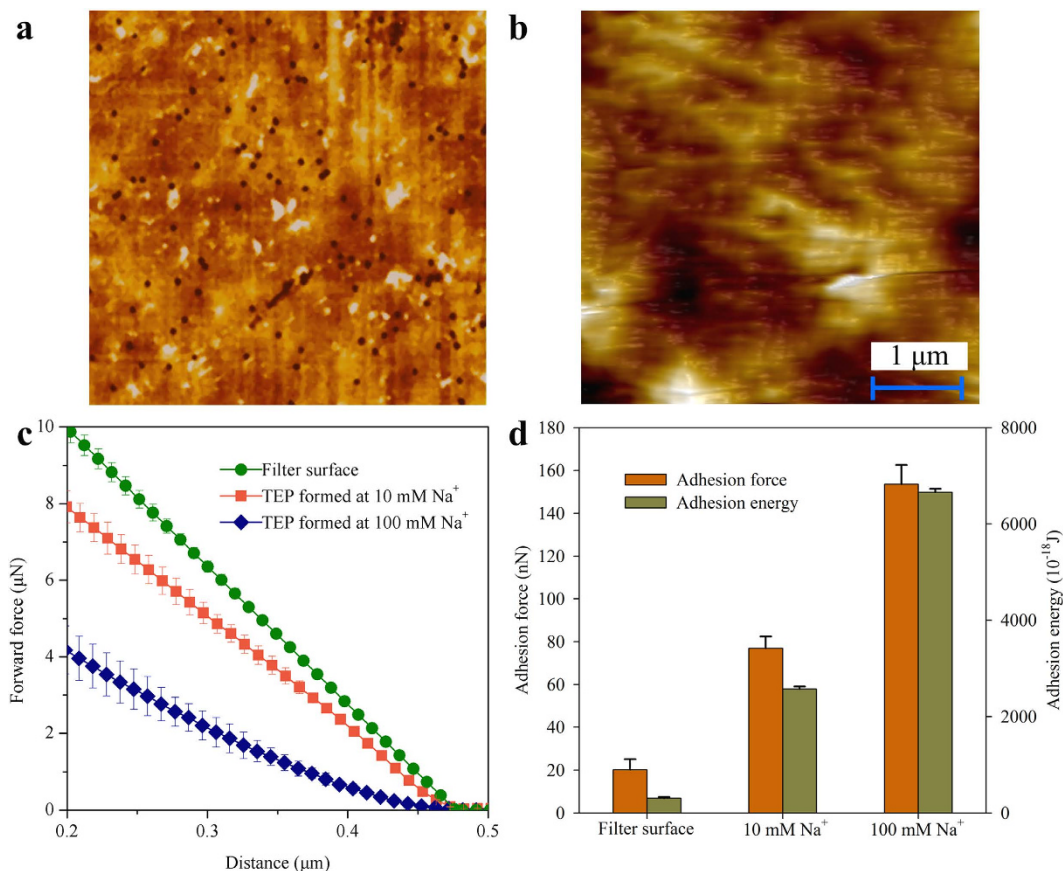 a
b
1 μm
c
10
8
6
4
2
0
Forward force (μN)
Filter surface
TEP formed at 10 mM Na⁺
TEP formed at 100 mM Na⁺
0.2
0.3
0.4
0.5
Distance (μm)
d
180
160
140
120
100
80
60
40
20
0
Adhesion force (nN)
Adhesion force
Adhesion energy
8000
6000
4000
2000
0
Adhesion energy (10⁻¹⁸J)
Filter surface
10 mM Na⁺
100 mM Na⁺